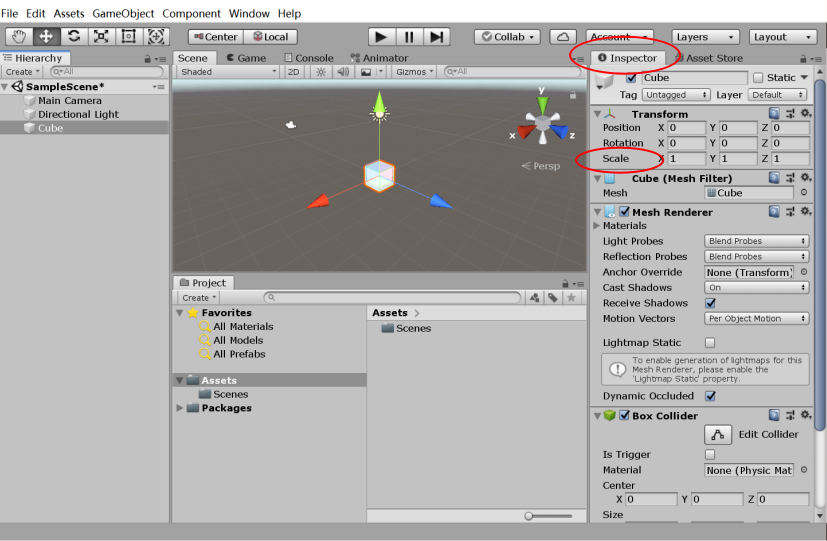 File Edit Assets GameObject Component Window Help
Center Local Collab Account Layers Layout
Hierarchy
Create All
SampleScene*
Main Camera
Directional Light
Cube
Scene Game Console Animator
Shaded 2D Gizmos All
y
x z
Persp
Project
Create
Favorites
All Materials
All Models
All Prefabs
Assets
Scenes
Packages
Assets
Scenes
Inspector Asset Store
Cube Static
Tag Untagged Layer Default
Transform
Position X 0 Y 0 Z 0
Rotation X 0 Y 0 Z 0
Scale X 1 Y 1 Z 1
Cube (Mesh Filter)
Mesh Cube
Mesh Renderer
Materials
Light Probes Blend Probes
Reflection Probes Blend Probes
Anchor Override None (Transform)
Cast Shadows On
Receive Shadows
Motion Vectors Per Object Motion
Lightmap Static
To enable generation of lightmaps for this
Mesh Renderer, please enable the
'Lightmap Static' property.
Dynamic Occluded
Box Collider
Edit Collider
Is Trigger
Material None (Physic Mat
Center
X 0 Y 0 Z 0
Size